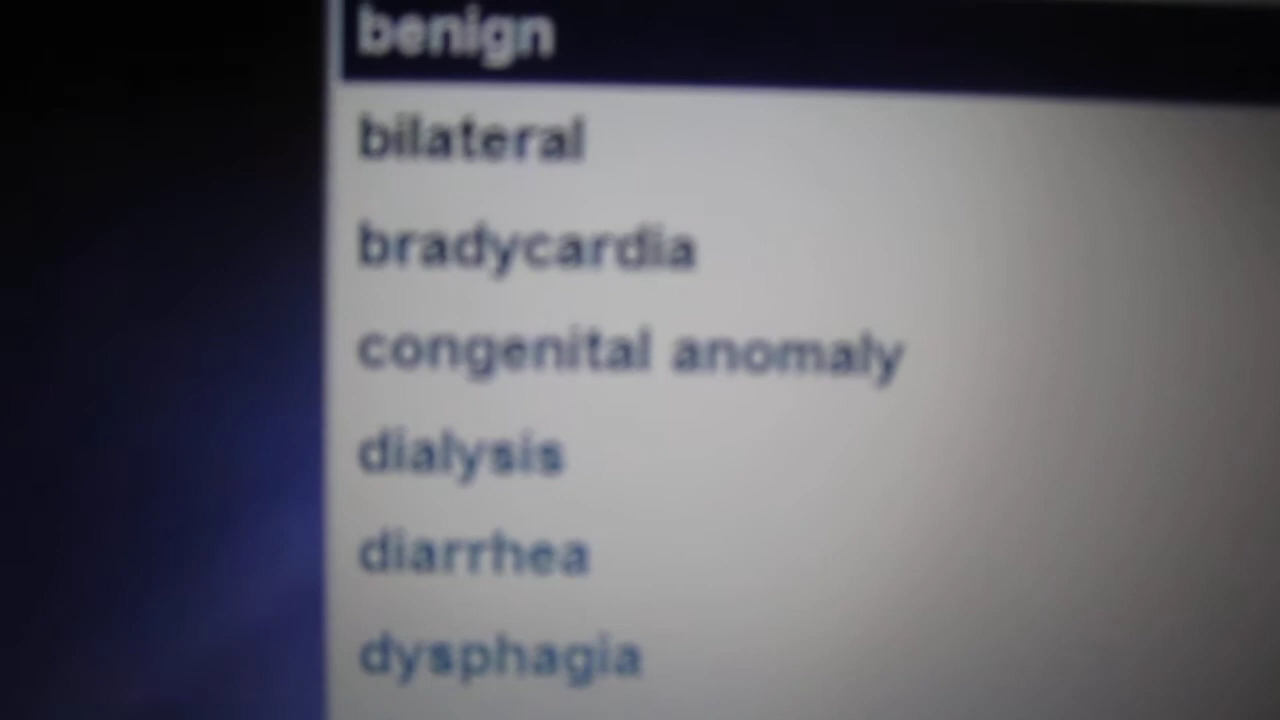 benign
bilateral
bradycardia
congenital anomaly
dialysis
diarrhea
dysphagia